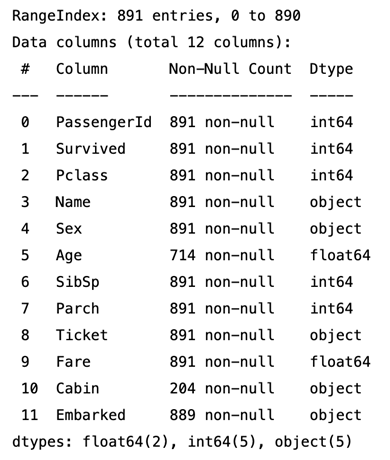 RangeIndex: 891 entries, 0 to 890
Data columns (total 12 columns):
 #   Column       Non-Null Count  Dtype
---  ------       --------------  -----
 0   PassengerId  891 non-null    int64
 1   Survived     891 non-null    int64
 2   Pclass       891 non-null    int64
 3   Name         891 non-null    object
 4   Sex          891 non-null    object
 5   Age          714 non-null    float64
 6   SibSp        891 non-null    int64
 7   Parch        891 non-null    int64
 8   Ticket       891 non-null    object
 9   Fare         891 non-null    float64
 10  Cabin        204 non-null    object
 11  Embarked     889 non-null    object
dtypes: float64(2), int64(5), object(5)